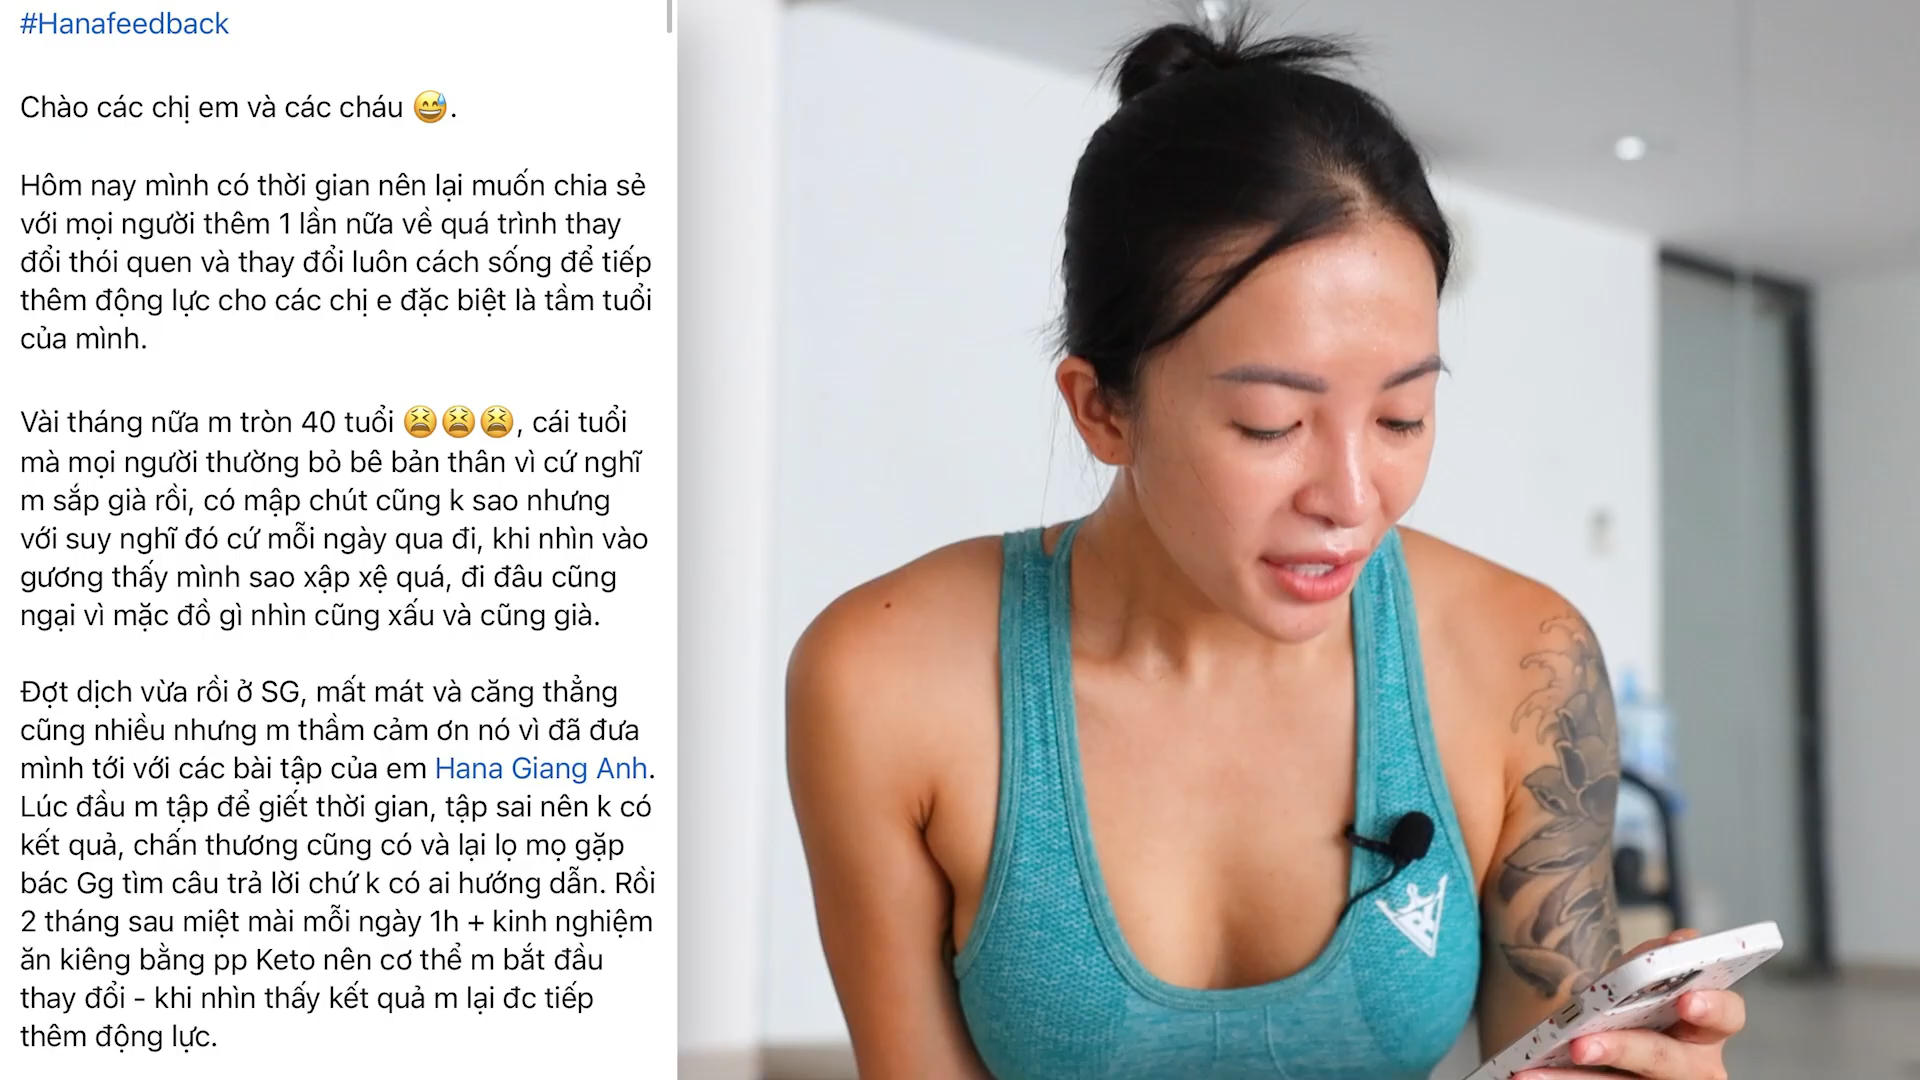 #Hanafeedback
Chào các chị em và các cháu 😅.
Hôm nay mình có thời gian nên lại muốn chia sẻ
với mọi người thêm 1 lần nữa về quá trình thay
đổi thói quen và thay đổi luôn cách sống để tiếp
thêm động lực cho các chị e đặc biệt là tầm tuổi
của mình.
Vài tháng nữa m tròn 40 tuổi 😫😫😫, cái tuổi
mà mọi người thường bỏ bê bản thân vì cứ nghĩ
m sắp già rồi, có mập chút cũng k sao nhưng
với suy nghĩ đó cứ mỗi ngày qua đi, khi nhìn vào
gương thấy mình sao xập xệ quá, đi đâu cũng
ngại vì mặc đồ gì nhìn cũng xấu và cũng già.
Đợt dịch vừa rồi ở SG, mất mát và căng thẳng
cũng nhiều nhưng m thầm cảm ơn nó vì đã đưa
mình tới với các bài tập của em Hana Giang Anh.
Lúc đầu m tập để giết thời gian, tập sai nên k có
kết quả, chấn thương cũng có và lại lọ mọ gặp
bác Gg tìm câu trả lời chứ k có ai hướng dẫn. Rồi
2 tháng sau miệt mài mỗi ngày 1h + kinh nghiệm
ăn kiêng bằng pp Keto nên cơ thể m bắt đầu
thay đổi - khi nhìn thấy kết quả m lại đc tiếp
thêm động lực.